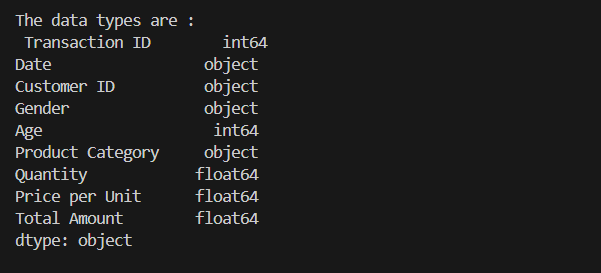 The data types are :
 Transaction ID        int64
Date                 object
Customer ID          object
Gender               object
Age                   int64
Product Category     object
Quantity            float64
Price per Unit      float64
Total Amount        float64
dtype: object